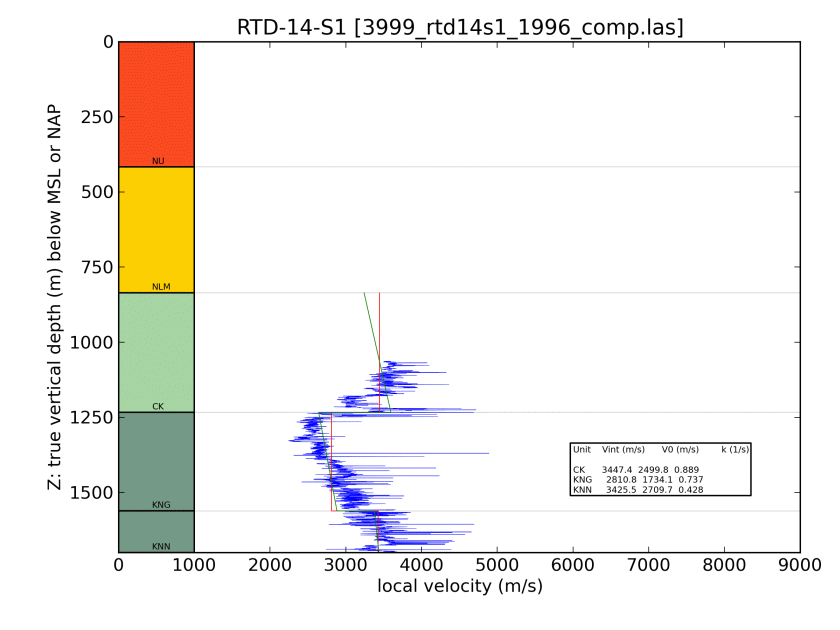 RTD-14-S1 [3999_rtd14s1_1996_comp.las]
Z: true vertical depth (m) below MSL or NAP
0
250
500
750
1000
1250
1500
NU
NLM
CK
KNG
KNN
Unit Vint (m/s) V0 (m/s) k (1/s)
CK 3447.4 2499.8 0.889
KNG 2810.8 1734.1 0.737
KNN 3425.5 2709.7 0.428
0 1000 2000 3000 4000 5000 6000 7000 8000 9000
local velocity (m/s)